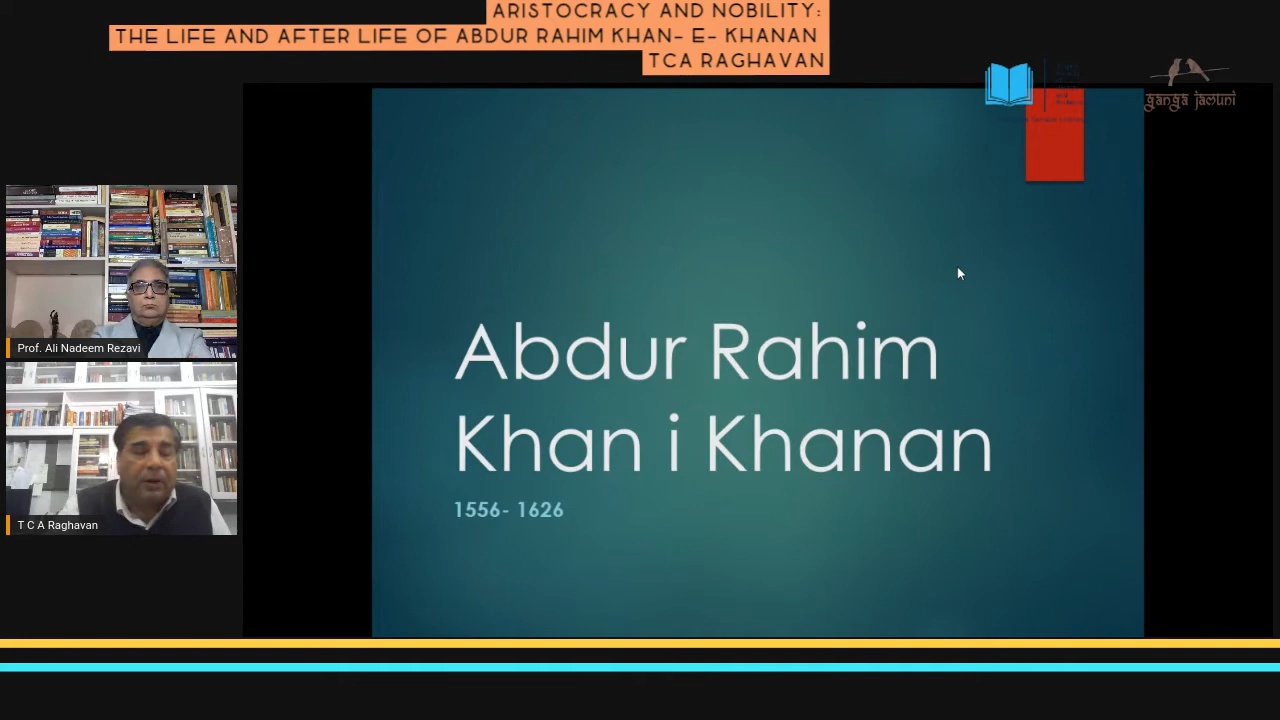 ARISTOCRACY AND NOBILITY:
THE LIFE AND AFTER LIFE OF ABDUR RAHIM KHAN- E- KHANAN
TCA RAGHAVAN
ganga jamuni
Abdur Rahim
Khan i Khanan
1556- 1626
Prof. Ali Nadeem Rezavi
T C A Raghavan